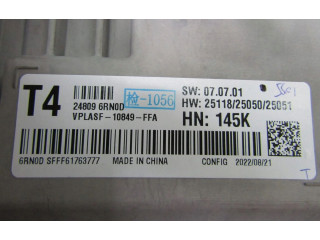 T4
24809 6RN0D
VPLASF-10849-FFA
检-1056
SW: 07.07.01
HW: 25118/25050/25051
HN: 145K
6RN0D SFFF61763777
MADE IN CHINA
CONFIG 2022/08/21
T